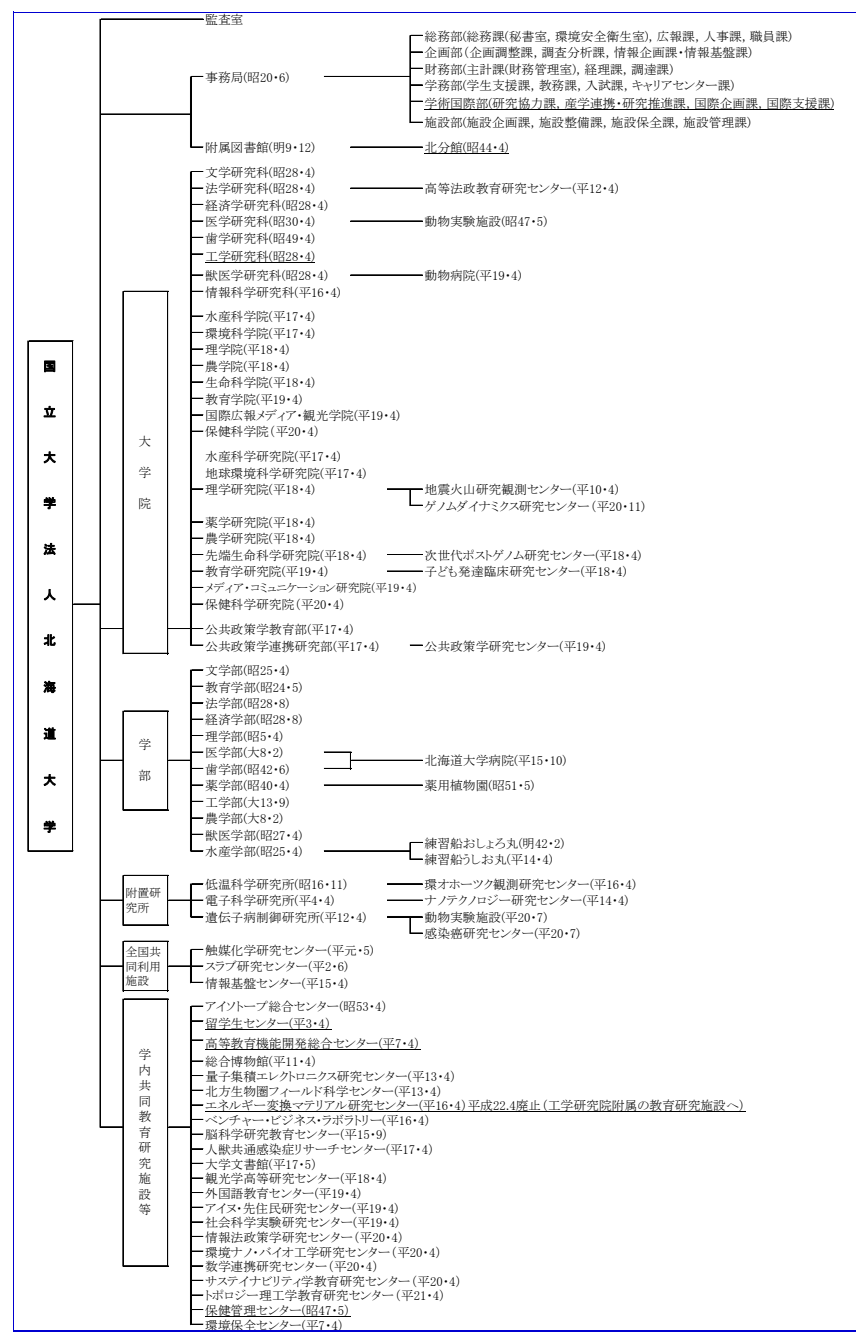 監査室
事務局(昭20・6)
総務部(総務課(秘書室, 環境安全衛生室), 広報課, 人事課, 職員課)
企画部(企画調整課, 調査分析課, 情報企画課・情報基盤課)
財務部(主計課(財務管理室), 経理課, 調達課)
学務部(学生支援課, 教務課, 入試課, キャリアセンター課)
学術国際部(研究協力課, 産学連携・研究推進課, 国際企画課, 国際支援課)
施設部(施設企画課, 施設整備課, 施設保全課, 施設管理課)
附属図書館(明9・12)
北分館(昭44・4)
国立大学法人北海道大学
大学院
文学研究科(昭28・4)
法学研究科(昭28・4)
高等法政教育研究センター(平12・4)
経済学研究科(昭28・4)
医学研究科(昭30・4)
動物実験施設(昭47・5)
歯学研究科(昭49・4)
工学研究科(昭28・4)
獣医学研究科(昭28・4)
動物病院(平19・4)
情報科学研究科(平16・4)
水産科学院(平17・4)
環境科学院(平17・4)
理学院(平18・4)
農学院(平18・4)
生命科学院(平18・4)
教育学院(平19・4)
国際広報メディア・観光学院(平19・4)
保健科学院(平20・4)
水産科学研究院(平17・4)
地球環境科学研究院(平17・4)
理学研究院(平18・4)
地震火山研究観測センター(平10・4)
ゲノムダイナミクス研究センター(平20・11)
薬学研究院(平18・4)
農学研究院(平18・4)
先端生命科学研究院(平18・4)
次世代ポストゲノム研究センター(平18・4)
教育学研究院(平19・4)
子ども発達臨床研究センター(平18・4)
メディア・コミュニケーション研究院(平19・4)
保健科学研究院(平20・4)
公共政策学教育部(平17・4)
公共政策学連携研究部(平17・4)
公共政策学研究センター(平19・4)
学部
文学部(昭25・4)
教育学部(昭24・5)
法学部(昭28・8)
経済学部(昭28・8)
理学部(昭5・4)
医学部(大8・2)
歯学部(昭42・6)
北海道大学病院(平15・10)
薬学部(昭40・4)
薬用植物園(昭51・5)
工学部(大13・9)
農学部(大8・2)
獣医学部(昭27・4)
水産学部(昭25・4)
練習船おしょろ丸(明42・2)
練習船うしお丸(平14・4)
附置研究所
低温科学研究所(昭16・11)
環オホーツク観測研究センター(平16・4)
電子科学研究所(平4・4)
ナノテクノロジー研究センター(平14・4)
遺伝子病制御研究所(平12・4)
動物実験施設(平20・7)
感染癌研究センター(平20・7)
全国共同利用施設
触媒化学研究センター(平元・5)
スラブ研究センター(平2・6)
情報基盤センター(平15・4)
学内共同教育研究施設等
アイソトープ総合センター(昭53・4)
留学生センター(平3・4)
高等教育機能開発総合センター(平7・4)
総合博物館(平11・4)
量子集積エレクトロニクス研究センター(平13・4)
北方生物圏フィールド科学センター(平13・4)
エネルギー変換マテリアル研究センター(平16・4)平成22.4廃止(工学研究院附属の教育研究施設へ)
ベンチャー・ビジネス・ラボラトリー(平16・4)
脳科学研究教育センター(平15・9)
人獣共通感染症リサーチセンター(平17・4)
大学文書館(平17・5)
観光学高等研究センター(平18・4)
外国語教育センター(平19・4)
アイヌ・先住民研究センター(平19・4)
社会科学実験研究センター(平19・4)
情報法政策学研究センター(平20・4)
環境ナノ・バイオ工学研究センター(平20・4)
数学連携研究センター(平20・4)
サステイナビリティ学教育研究センター(平20・4)
トポロジー理工学教育研究センター(平21・4)
保健管理センター(昭47・5)
環境保全センター(平7・4)